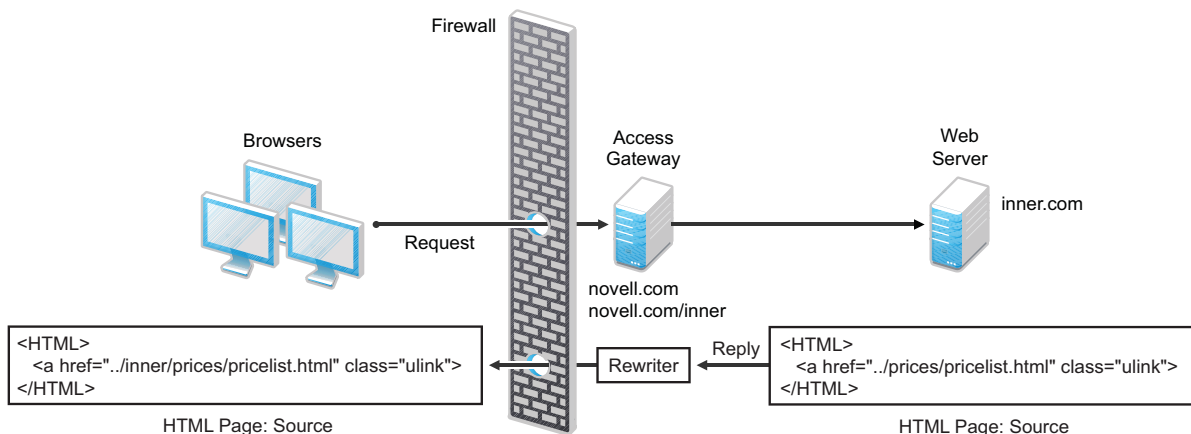 Firewall
Browsers
Access
Gateway
Web
Server
inner.com
Request
novell.com
novell.com/inner
<HTML>
<a href="../inner/prices/pricelist.html" class="ulink">
</HTML>
HTML Page: Source
Rewriter
Reply
<HTML>
<a href="../prices/pricelist.html" class="ulink">
</HTML>
HTML Page: Source